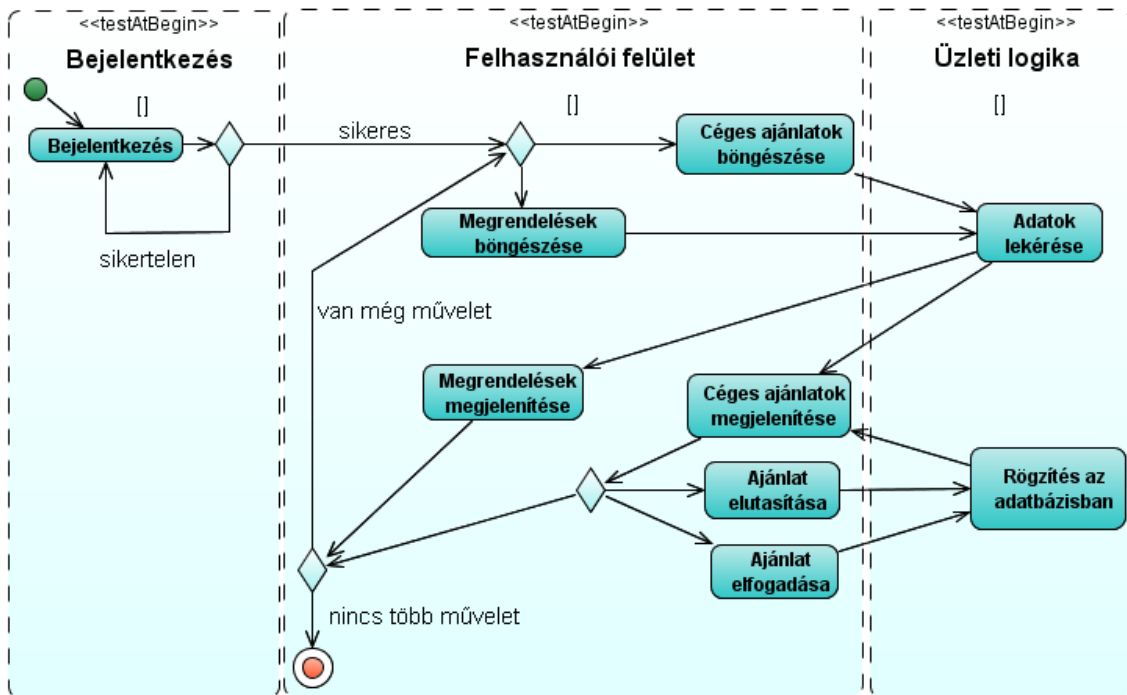 <<testAtBegin>>
Bejelentkezés
[]
Bejelentkezés
sikertelen
<<testAtBegin>>
Felhasználói felület
[]
sikeres
Céges ajánlatok
böngészése
Megrendelések
böngészése
van még művelet
Megrendelések
megjelenítése
Céges ajánlatok
megjelenítése
Ajánlat
elutasítása
Ajánlat
elfogadása
nincs több művelet
<<testAtBegin>>
Üzleti logika
[]
Adatok
lekérése
Rögzítés az
adatbázisban